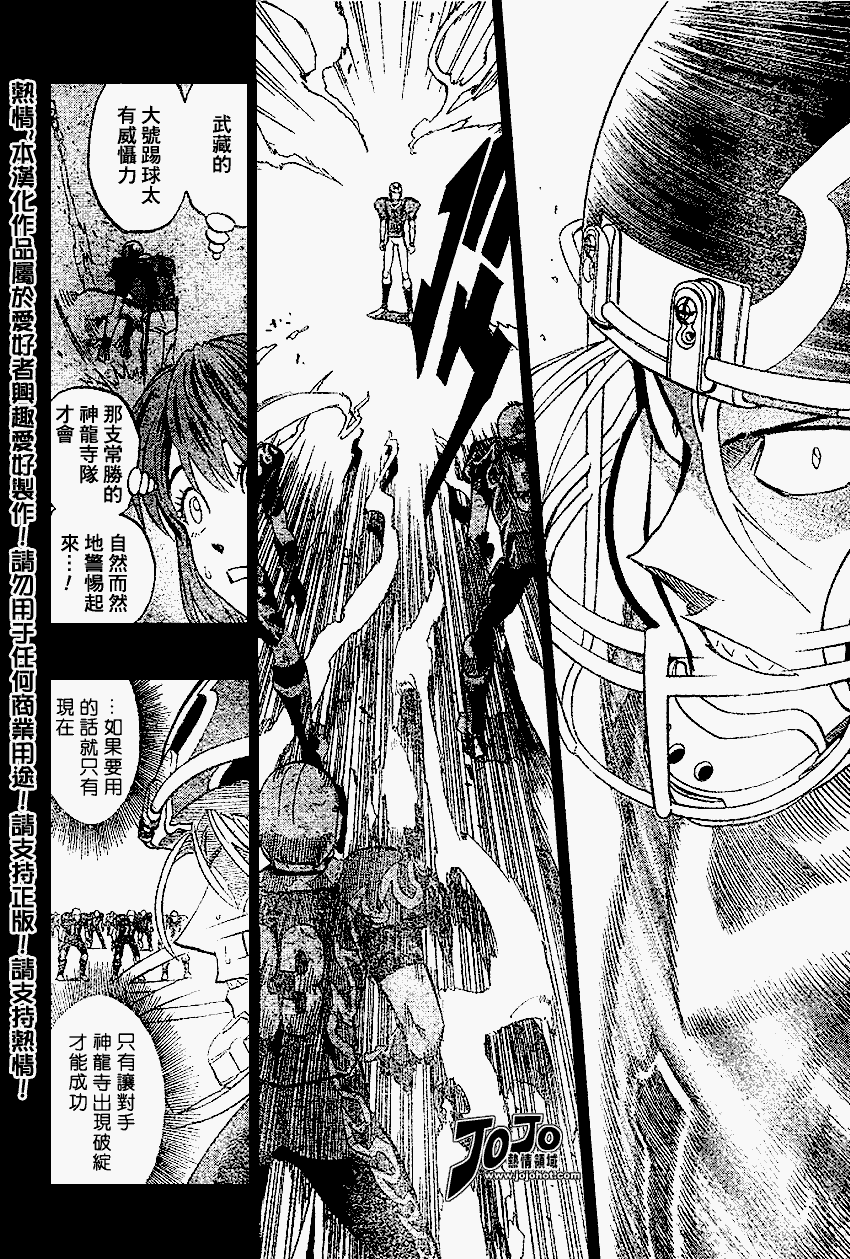 武藏的
大號踢球太
有威懾力
那支常勝的
神龍寺隊
才會
自然而然
地警惕起
來…！
…如果要用
的話就只有
現在
只有讓對手
神龍寺出現破綻
才能成功
熱情，本漢化作品屬於愛好者興趣愛好製作！請勿用于任何商業用途！請支持正版！請支持熱情！
JOJO
熱情領域
www.jojohot.com